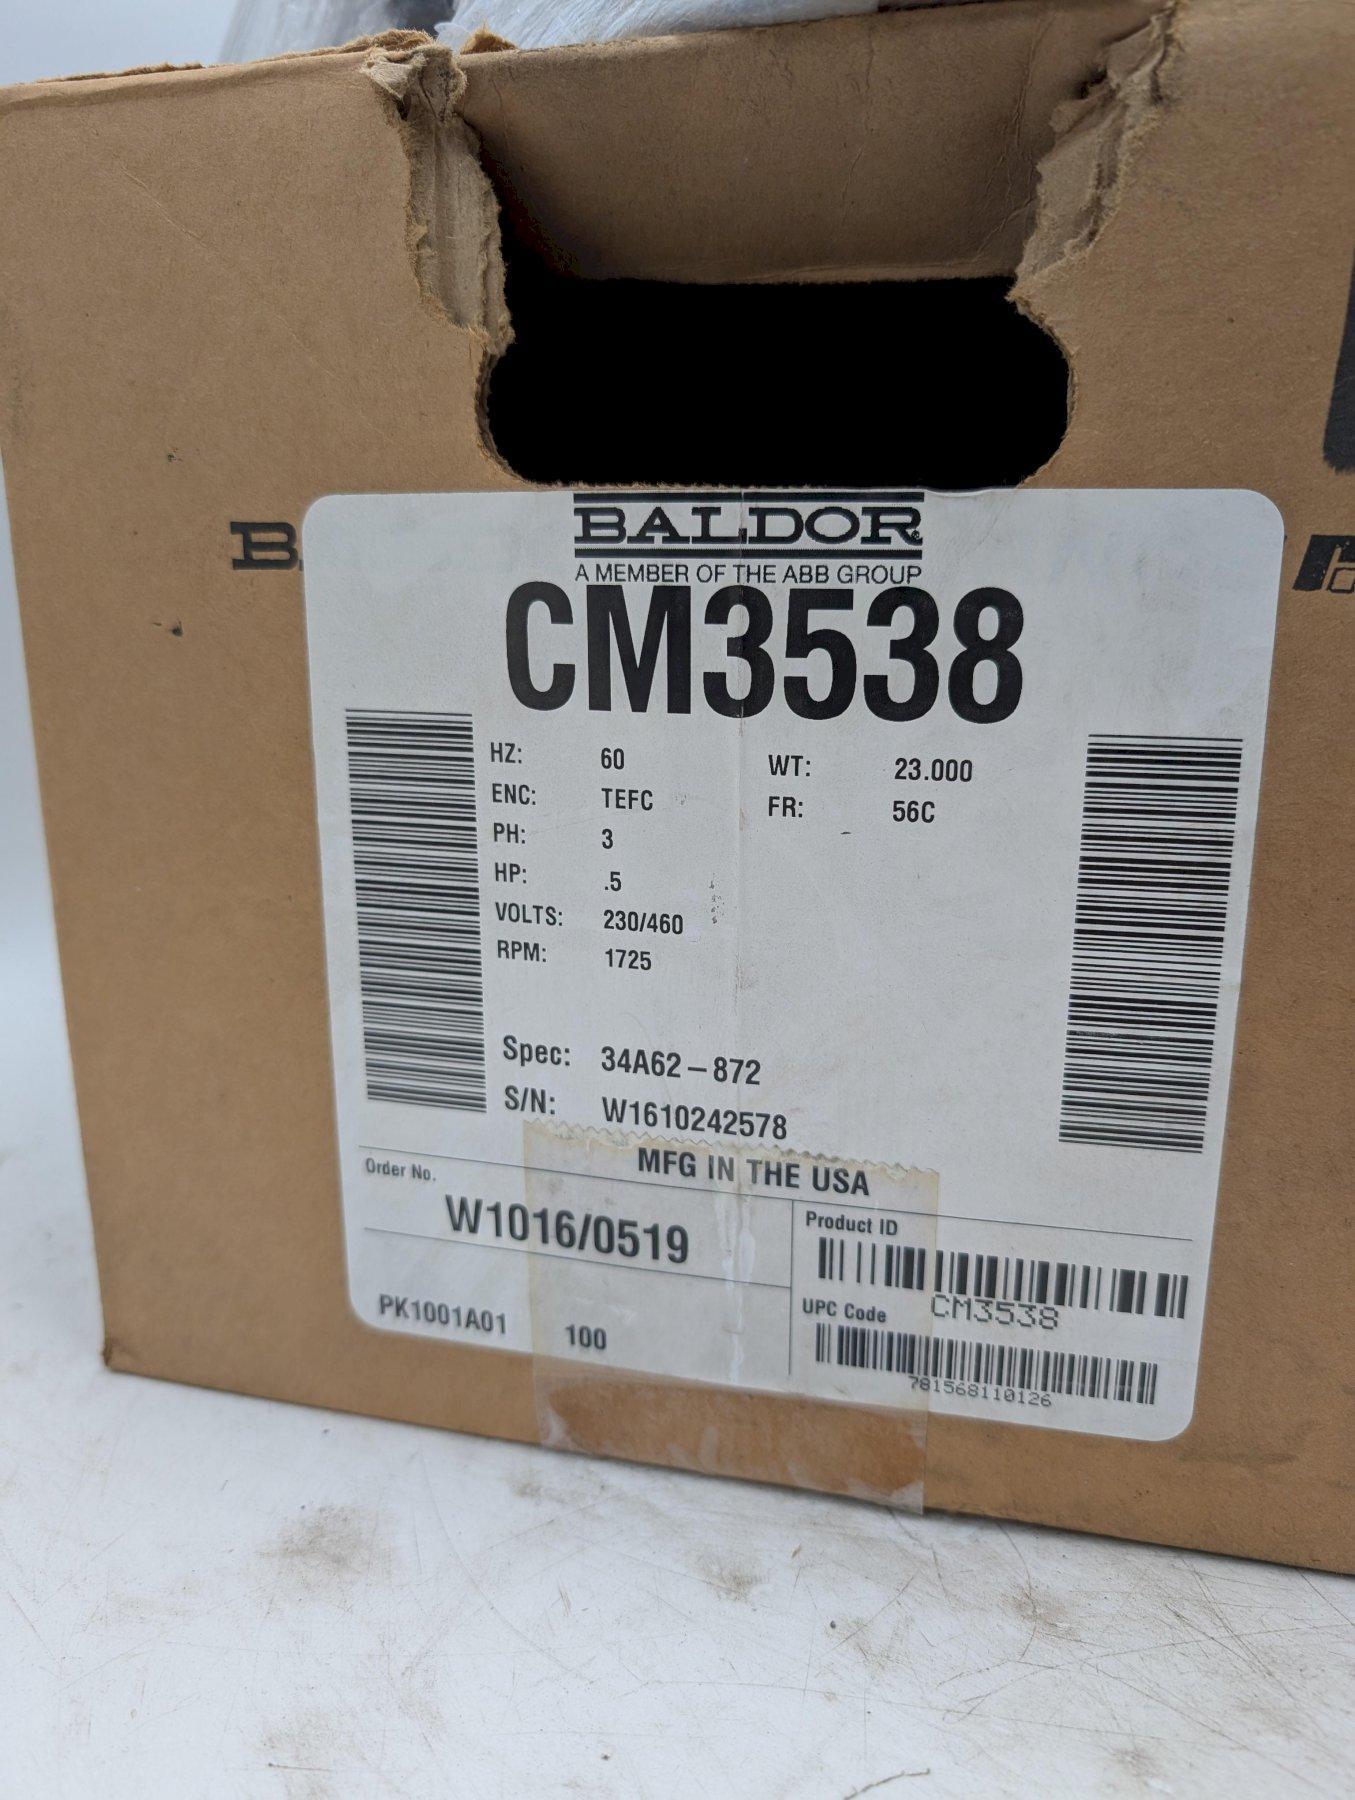 BALDOR
A MEMBER OF THE ABB GROUP
CM3538
HZ: 60 WT: 23.000
ENC: TEFC FR: 56C
PH: 3
HP: .5
VOLTS: 230/460
RPM: 1725
Spec: 34A62-872
S/N: W1610242578
MFG IN THE USA
Order No.
W1016/0519
PK1001A01 100
Product ID
CM3538
UPC Code
781568110126